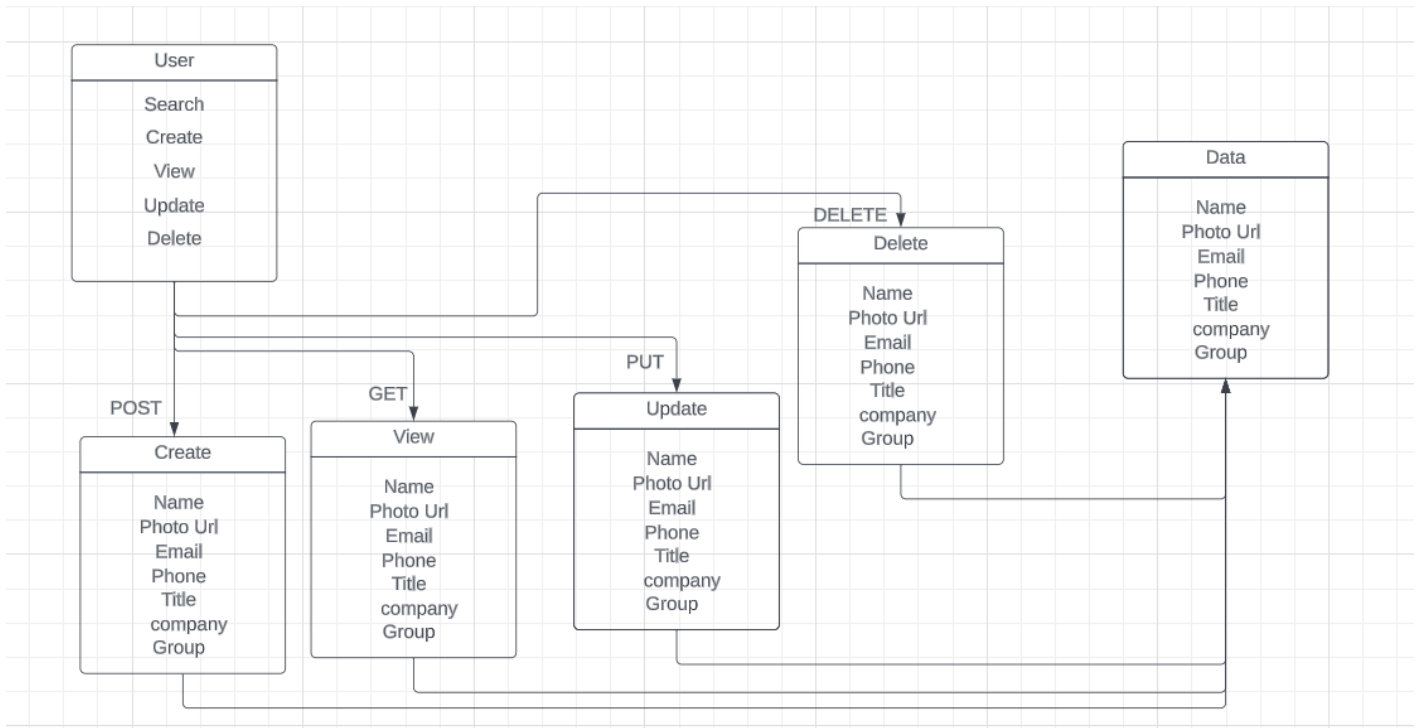 User
Search
Create
View
Update
Delete
POST
Create
Name
Photo Url
Email
Phone
Title
company
Group
GET
View
Name
Photo Url
Email
Phone
Title
company
Group
PUT
Update
Name
Photo Url
Email
Phone
Title
company
Group
DELETE
Delete
Name
Photo Url
Email
Phone
Title
company
Group
Data
Name
Photo Url
Email
Phone
Title
company
Group